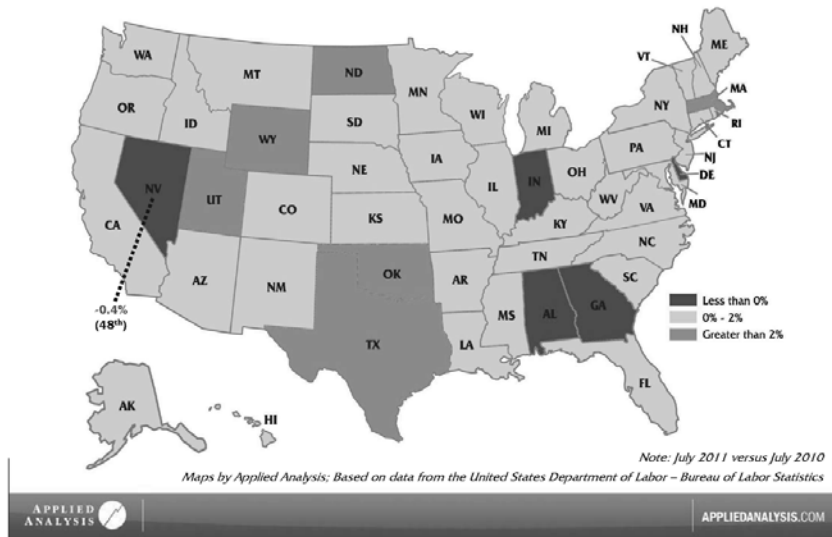 NH
WA
ME
VT
MT
ND
MA
MN
OR
NY
ID
WI
SD
MI
RI
WY
CT
PA
IA
NJ
NE
OH
NV
IN
IL
DE
UT
WV
CO
VA
MD
CA
KS
MO
KY
NC
TN
OK
AZ
AR
SC
NM
Less than 0%
-0.4%
(48th)
0% - 2%
MS
AL
GA
Greater than 2%
TX
LA
FL
AK
HI
Note: July 2011 versus July 2010
Maps by Applied Analysis; Based on data from the United States Department of Labor – Bureau of Labor Statistics
APPLIED
ANALYSIS
APPLIEDANALYSIS.COM